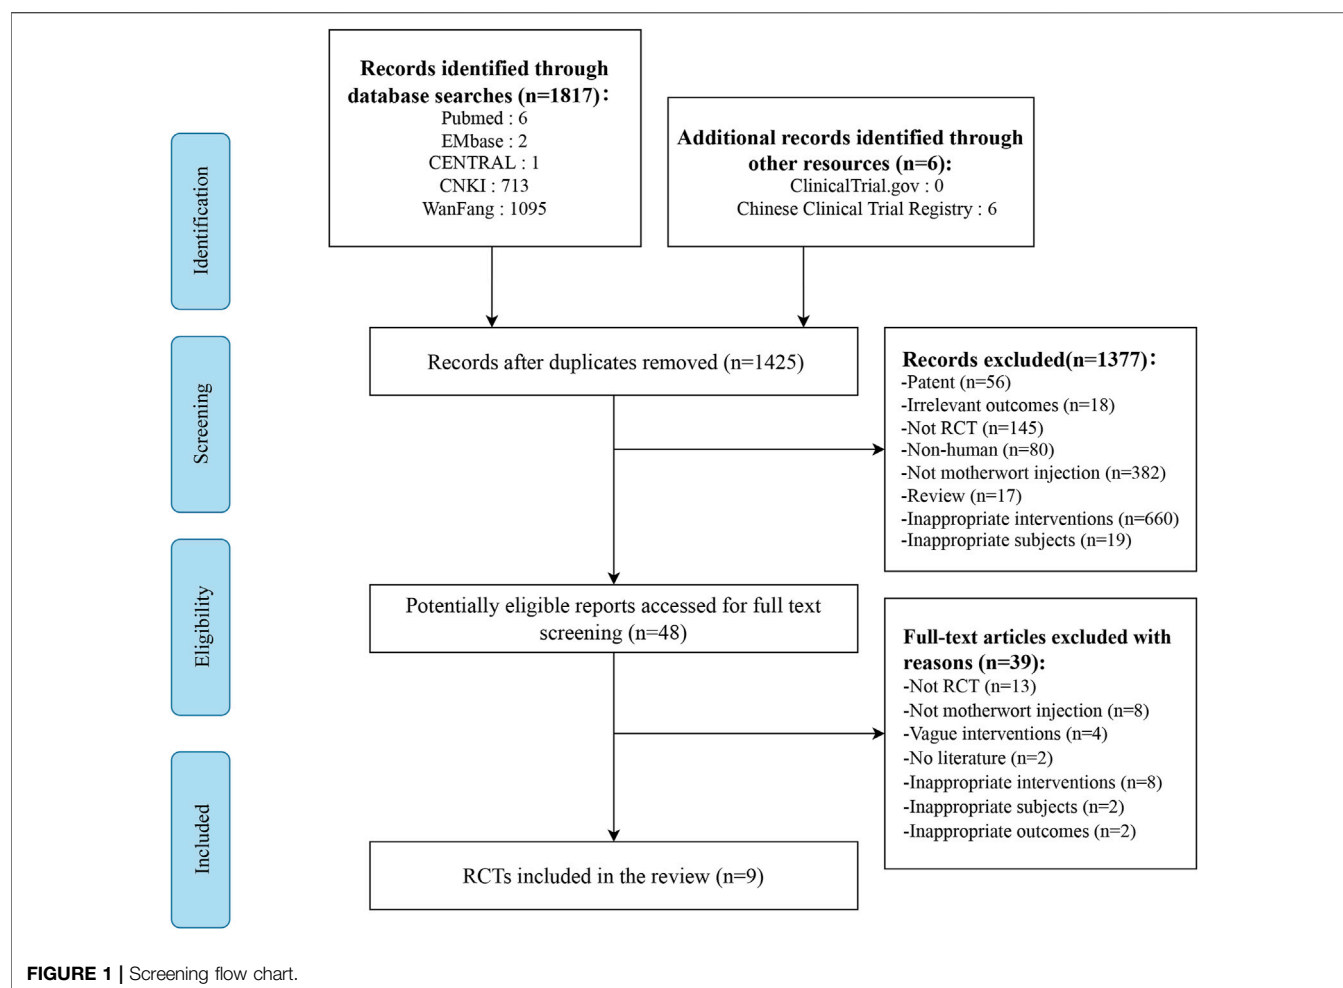 Records identified through
database searches (n=1817):
Pubmed : 6
EMbase : 2
CENTRAL : 1
CNKI : 713
WanFang : 1095
Additional records identified through
other resources (n=6):
ClinicalTrial.gov : 0
Chinese Clinical Trial Registry : 6
Identification
Records after duplicates removed (n=1425)
Records excluded(n=1377):
-Patent (n=56)
-Irrelevant outcomes (n=18)
-Not RCT (n=145)
-Non-human (n=80)
-Not motherwort injection (n=382)
-Review (n=17)
-Inappropriate interventions (n=660)
-Inappropriate subjects (n=19)
Screening
Potentially eligible reports accessed for full text
screening (n=48)
Eligibility
Full-text articles excluded with
reasons (n=39):
-Not RCT (n=13)
-Not motherwort injection (n=8)
-Vague interventions (n=4)
-No literature (n=2)
-Inappropriate interventions (n=8)
-Inappropriate subjects (n=2)
-Inappropriate outcomes (n=2)
RCTs included in the review (n=9)
Included
FIGURE 1 | Screening flow chart.